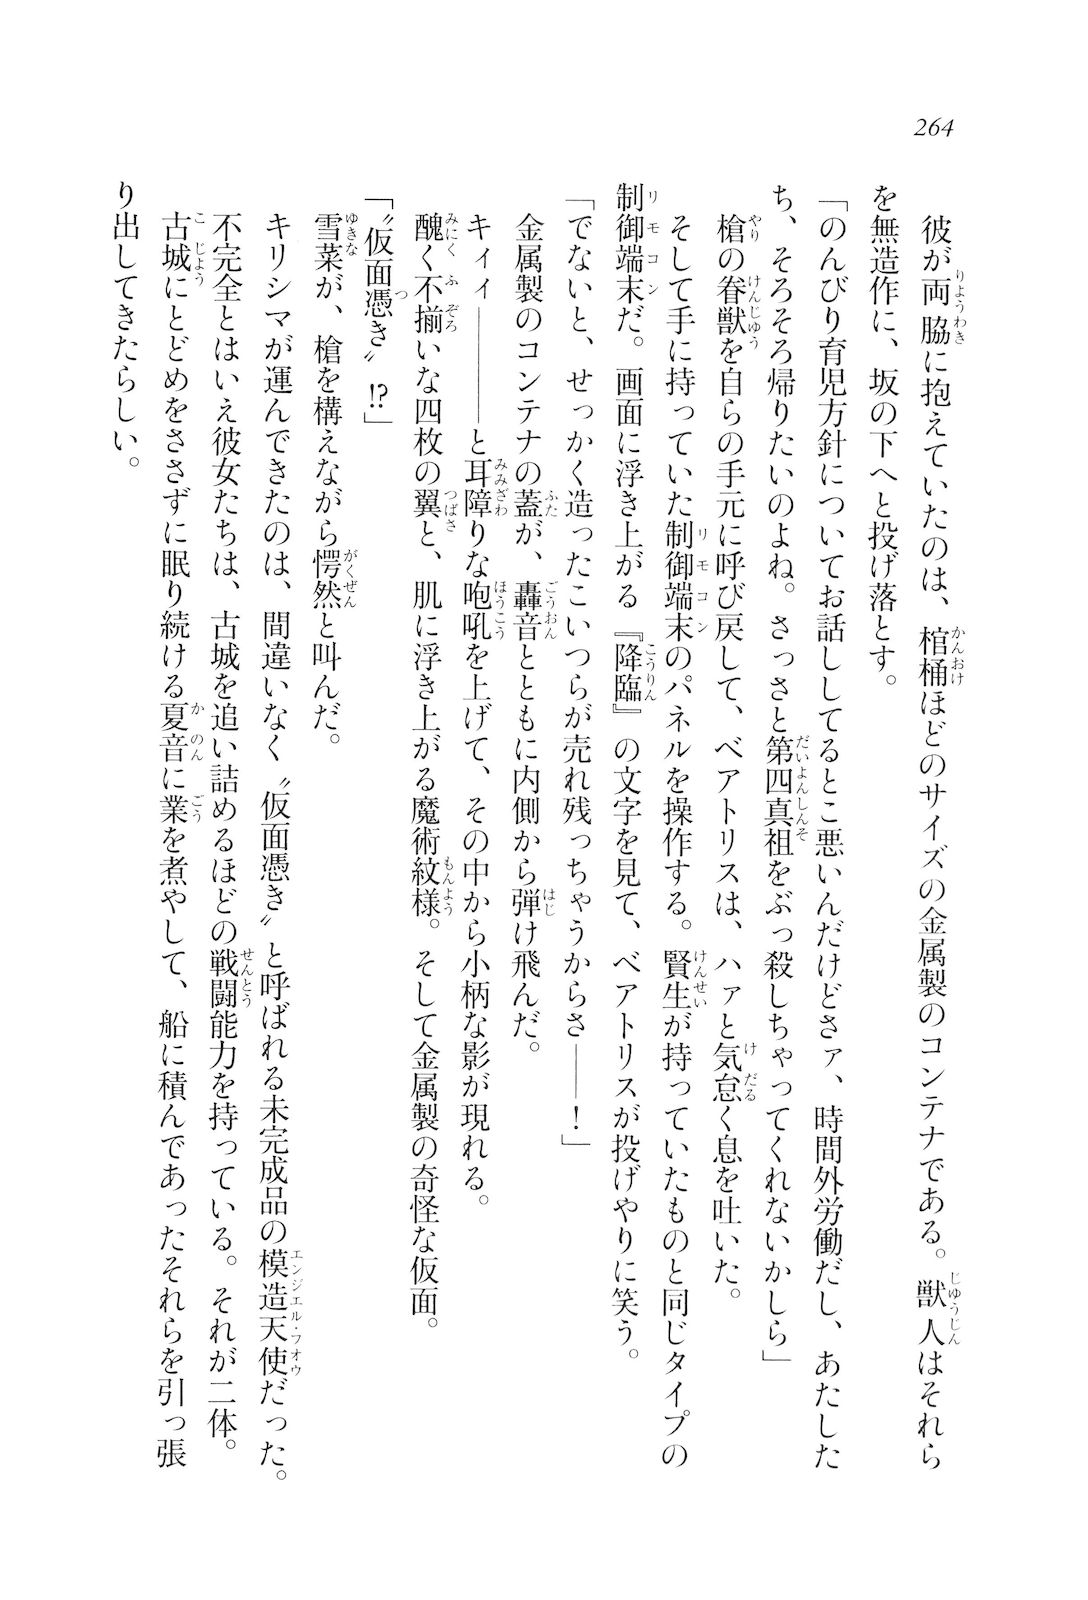 264
彼が両脇に抱えていたのは、棺桶ほどのサイズの金属製のコンテナである。獣人はそれら
を無造作に、坂の下へと投げ落とす。
「のんびり育児方針についてお話ししてるとこ悪いんだけどさァ、時間外労働だし、あたした
ち、そろそろ帰りたいのよね。さっさと第四真祖をぶっ殺しちゃってくれないかしら」
槍の眷獣を自らの手元に呼び戻して、ベアトリスは、ハァと気怠く息を吐いた。
そして手に持っていた制御端末のパネルを操作する。賢生が持っていたものと同じタイプの
制御端末だ。画面に浮き上がる『降臨』の文字を見て、ベアトリスが投げやりに笑う。
「でないと、せっかく造ったこいつらが売れ残っちゃうからさ――！」
金属製のコンテナの蓋が、轟音とともに内側から弾け飛んだ。
キィィ――――と耳障りな咆吼を上げて、その中から小柄な影が現れる。
醜く不揃いな四枚の翼と、肌に浮き上がる魔術紋様。そして金属製の奇怪な仮面。
「〝仮面憑き〟!?」
雪菜が、槍を構えながら愕然と叫んだ。
キリシマが運んできたのは、間違いなく〝仮面憑き〟と呼ばれる未完成品の模造天使だった。
不完全とはいえ彼女たちは、古城を追い詰めるほどの戦闘能力を持っている。それが二体。
古城にとどめをささずに眠り続ける夏音に業を煮やして、船に積んであったそれらを引っ張
り出してきたらしい。